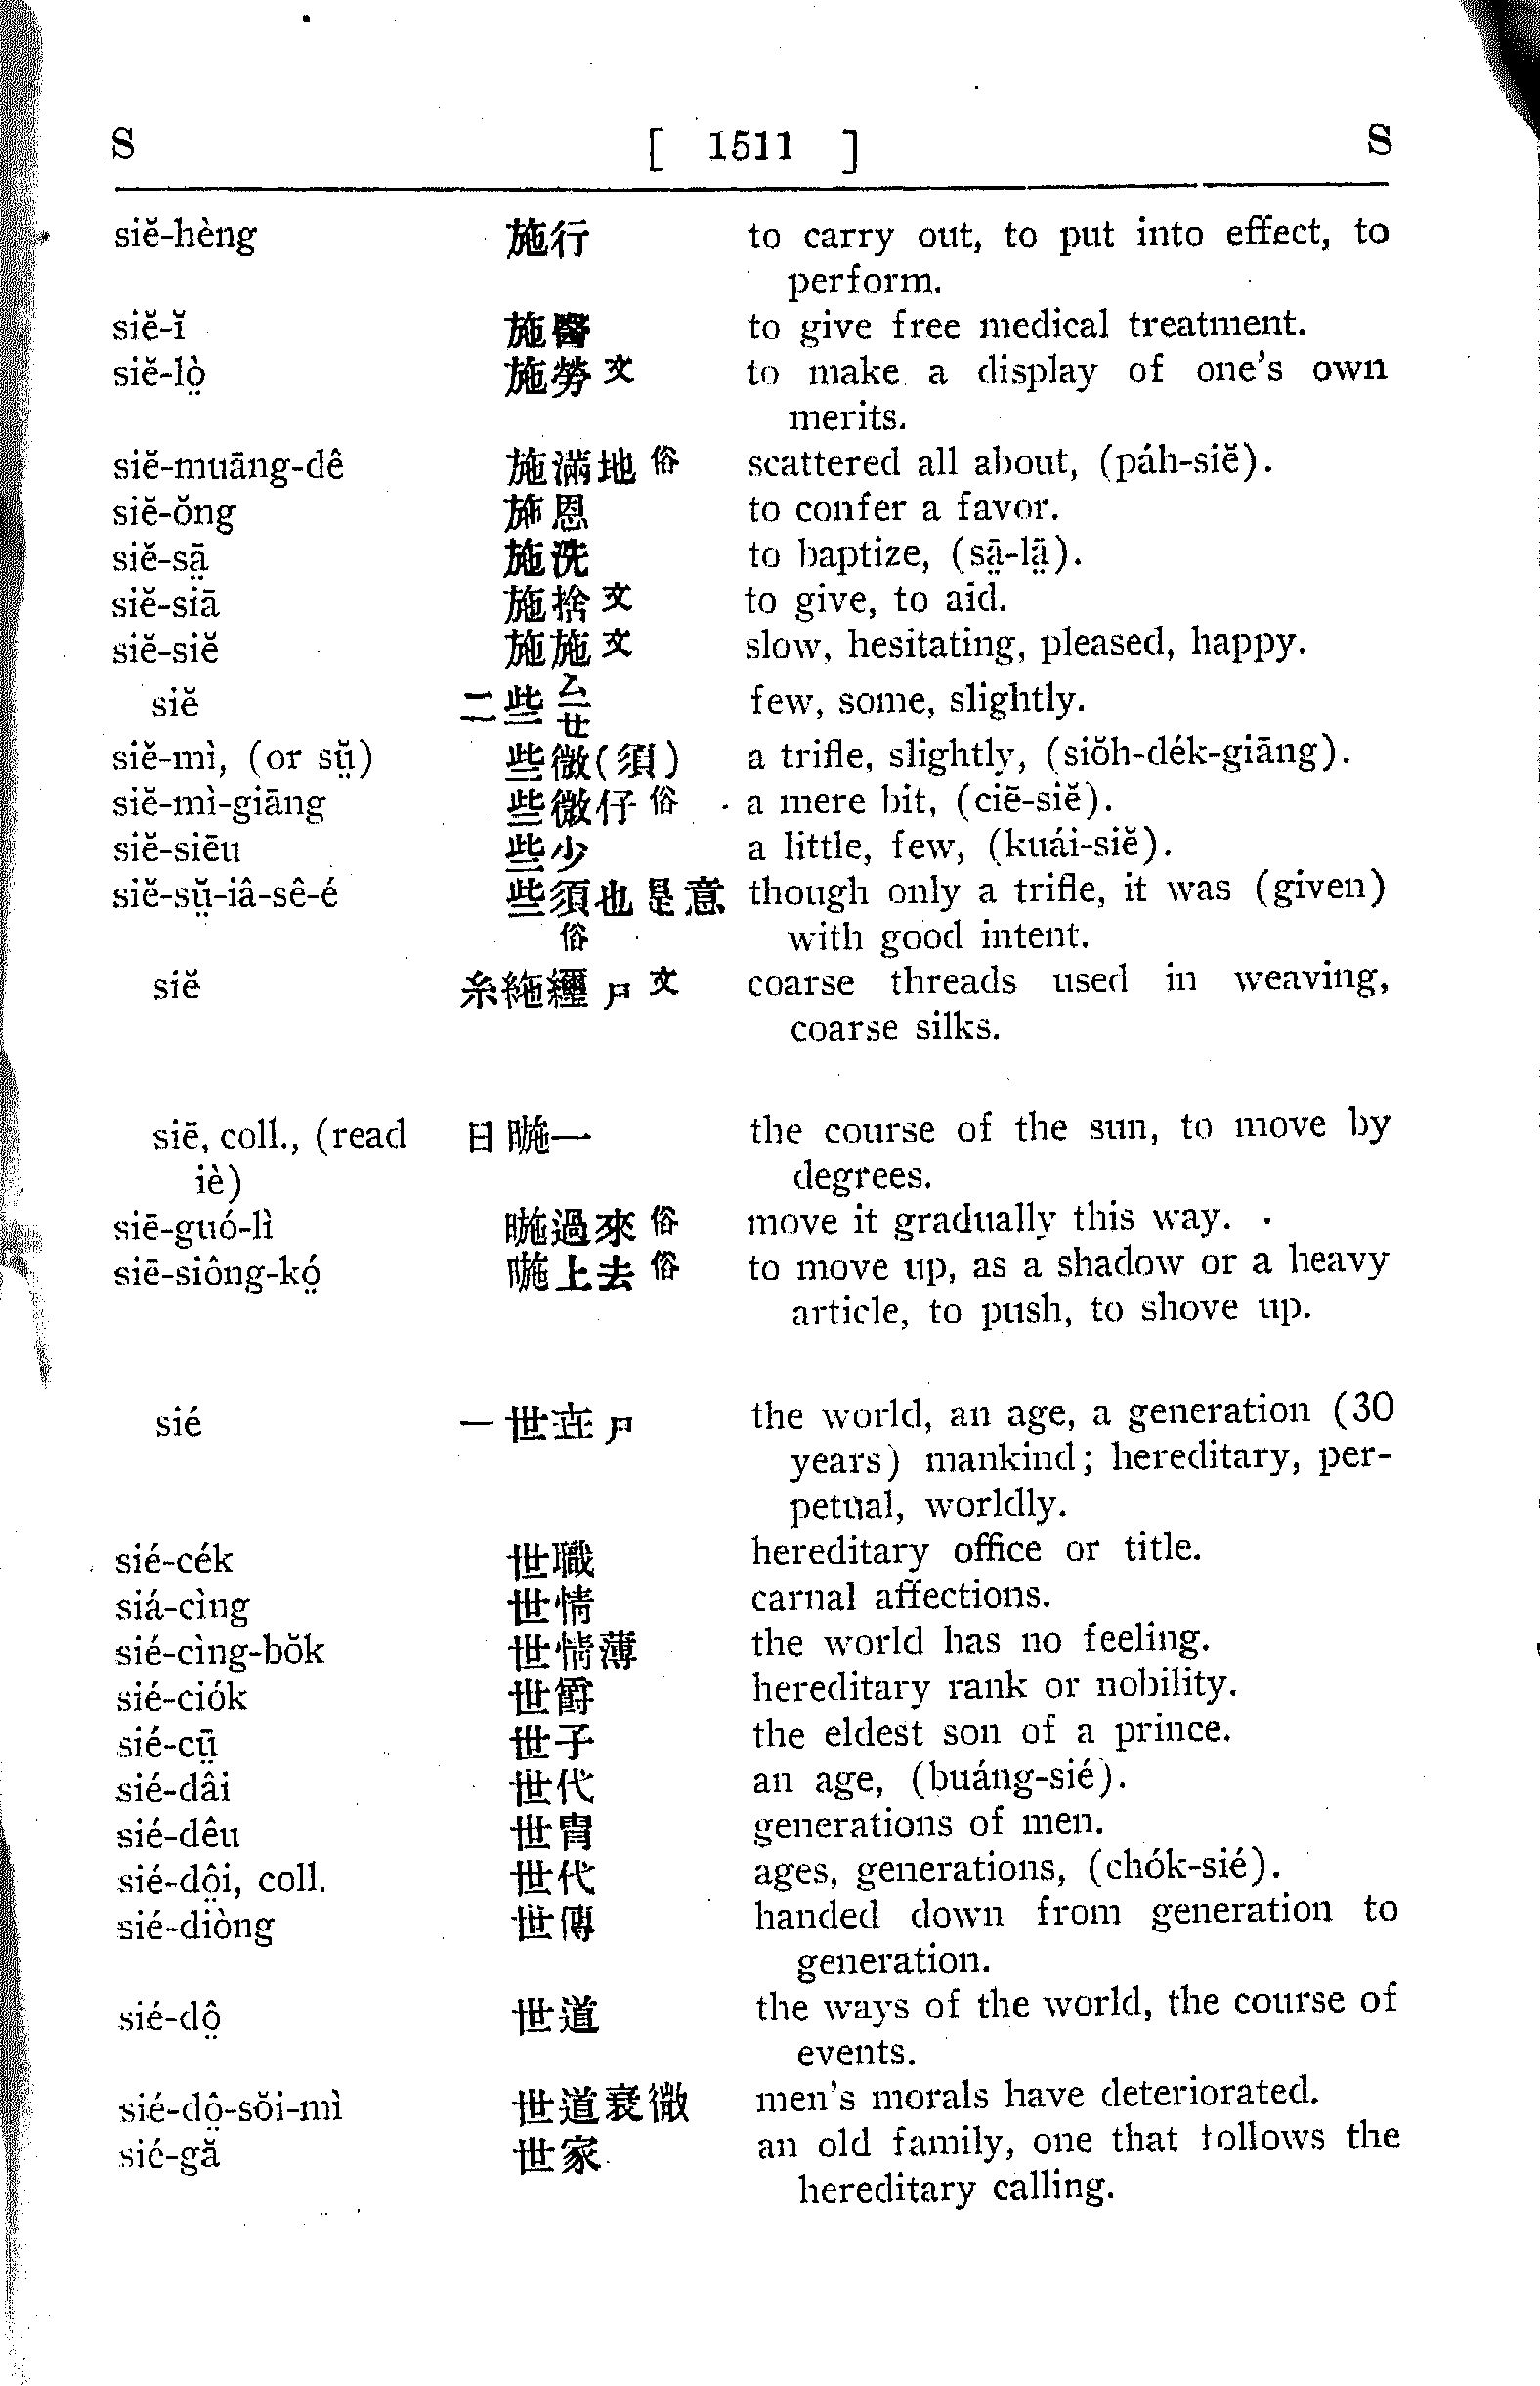 S [ 1511 ] S
siĕ-hèng 施行 to carry out, to put into effect, to
perform.
siĕ-ĭ 施醫 to give free medical treatment.
siĕ-lò̤ 施勞文 to make a display of one's own
merits.
siĕ-muāng-dê 施滿地俗 scattered all about, (páh-siĕ).
siĕ-ŏng 施恩 to confer a favor.
siĕ-sā̤ 施洗 to baptize, (sā̤-lā̤).
siĕ-siā 施捨文 to give, to aid.
siĕ-siĕ 施施文 slow, hesitating, pleased, happy.
siĕ 二些 few, some, slightly.
siĕ-mì, (or sṳ̆) 些微(須) a trifle, slightly, (siŏh-dék-giāng).
siĕ-mì-giāng 些微仔俗 a mere bit, (ciē-siĕ).
siĕ-siēu 些少 a little, few, (kuái-siĕ).
siĕ-sṳ̆-iâ-sê-é 些須也是意 though only a trifle, it was (given)
俗 with good intent.
siĕ 糸絁纆ㄕ文 coarse threads used in weaving,
coarse silks.
siē, coll., (read 日暆一 the course of the sun, to move by
iè) degrees.
siē-guó-lì 暆過來俗 move it gradually this way.
siē-siông-kó̤ 暆上去俗 to move up, as a shadow or a heavy
article, to push, to shove up.
sié 一世ㄕ the world, an age, a generation (30
years) mankind; hereditary, per-
petual, worldly.
sié-cék 世職 hereditary office or title.
siá-cìng 世情 carnal affections.
sié-cìng-bŏk 世情薄 the world has no feeling.
sié-ciók 世爵 hereditary rank or nobility.
sié-cṳ̄ 世子 the eldest son of a prince.
sié-dâi 世代 an age, (buáng-sié).
sié-dêu 世胄 generations of men.
sié-dô̤i, coll. 世代 ages, generations, (chók-sié).
sié-diòng 世傳 handed down from generation to
generation.
sié-dô̤ 世道 the ways of the world, the course of
events.
sié-dô̤-sŏi-mì 世道衰微 men's morals have deteriorated.
sié-gă 世家 an old family, one that follows the
hereditary calling.